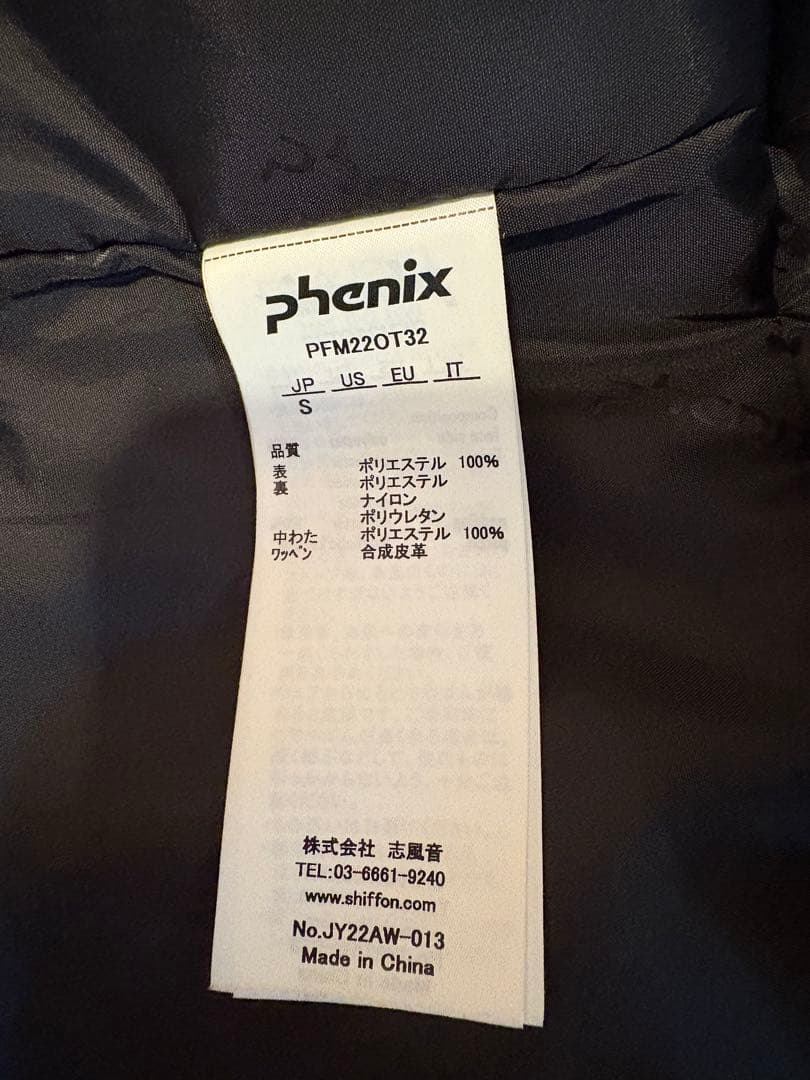 phenix
PFM22OT32
JP US EU IT
S
品質
表 ポリエステル 100%
裏 ポリエステル
ナイロン
ポリウレタン
中わた ポリエステル 100%
ワッペン 合成皮革
株式会社 志風音
TEL:03-6661-9240
www.shiffon.com
No.JY22AW-013
Made in China